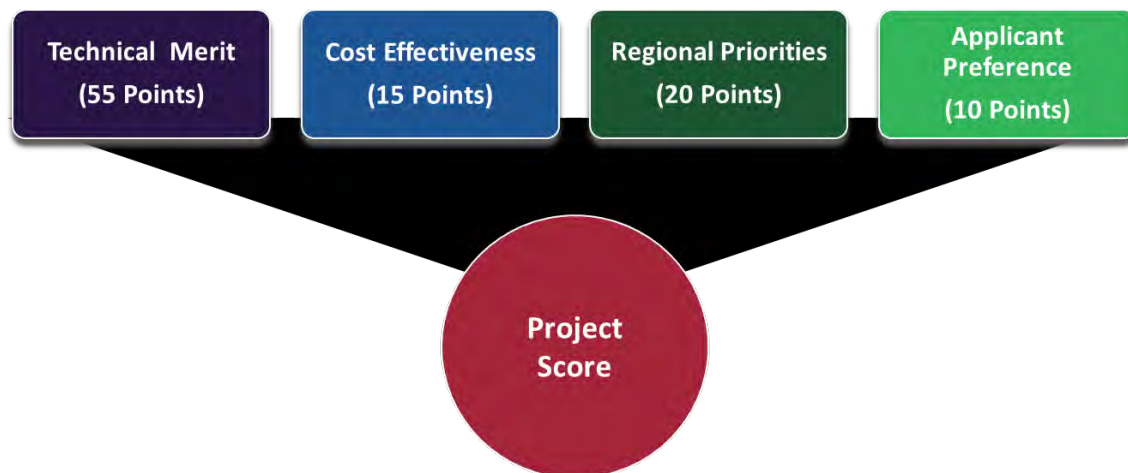 Technical Merit
(55 Points)
Cost Effectiveness
(15 Points)
Regional Priorities
(20 Points)
Applicant
Preference
(10 Points)
Project
Score